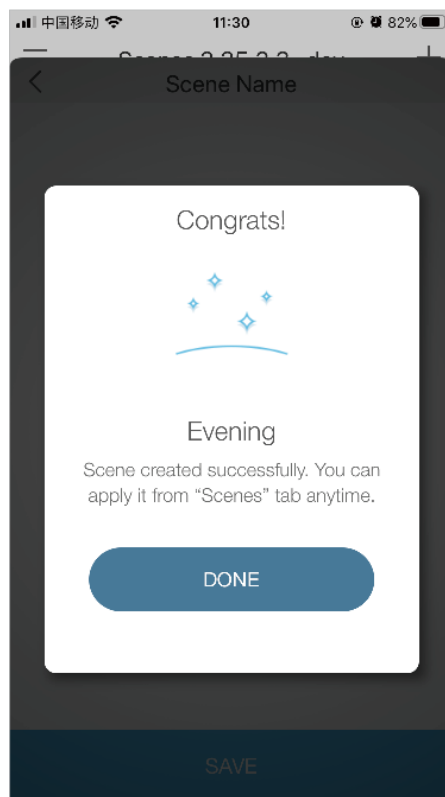 中国移动 11:30 82%
Scene Name
Congrats!
Evening
Scene created successfully. You can
apply it from “Scenes” tab anytime.
DONE
SAVE